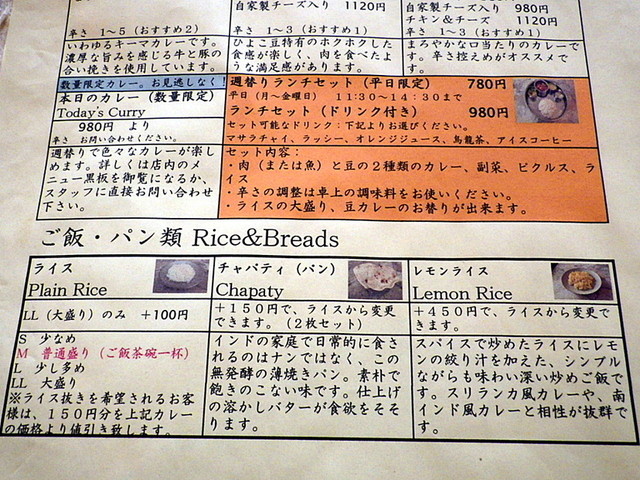 自家製チーズ入り 1120円
自家製チーズ入り 980円
チキン＆チーズ 1120円
辛さ 1～5（おすすめ2）
辛さ 1～3（おすすめ1）
辛さ 1～3（おすすめ1）
いわゆるキーマカレーです。
濃厚な旨みを感じる牛と豚の
合い挽きを使用しています。
ひよこ豆特有のホクホクした
食感が楽しく、肉を食べたよ
うな満足感があります。
まろやかな口当たりのカレーで
す。辛さ控えめがオススメで
す。
数量限定カレー。お見逃しなく！
本日のカレー（数量限定）
Today's Curry
980円 より
辛さ お問い合わせください。
週替りで色々なカレーが楽し
めます。詳しくは店内のメ
ニュー黒板を御覧になるか、
スタッフに直接お問い合わせ
下さい。
週替りランチセット（平日限定） 780円
平日（月～金曜日） 11:30～14:30まで
ランチセット（ドリンク付き） 980円
セット可能なドリンク：下記よりお選びください。
マサラチャイ、ラッシー、オレンジジュース、烏龍茶、アイスコーヒー
セット内容：
・肉（または魚）と豆の2種類のカレー、副菜、ピクルス、ラ
イス
・辛さの調整は卓上の調味料をお使いください。
・ライスの大盛り、豆カレーのお替りが出来ます。
ご飯・パン類 Rice&Breads
ライス
Plain Rice
LL（大盛り）のみ ＋100円
S 少なめ
M 普通盛り（ご飯茶碗一杯）
L 少し多め
LL 大盛り
※ライス抜きを希望されるお客
様は、150円分を上記カレー
の価格より値引き致します。
チャパティ（パン）
Chapaty
＋150円で、ライスから変更
できます。（2枚セット）
インドの家庭で日常的に食さ
れるのはナンではなく、この
無発酵の薄焼きパン。素朴で
飽きのこない味です。仕上げ
の溶かしバターが食欲をそそ
ります。
レモンライス
Lemon Rice
＋450円で、ライスから変更
できます。
スパイスで炒めたライスにレモ
ンの絞り汁を加えた、シンプル
ながらも味わい深い炒めご飯で
す。スリランカ風カレーや、南
インド風カレーと相性が抜群で
す。